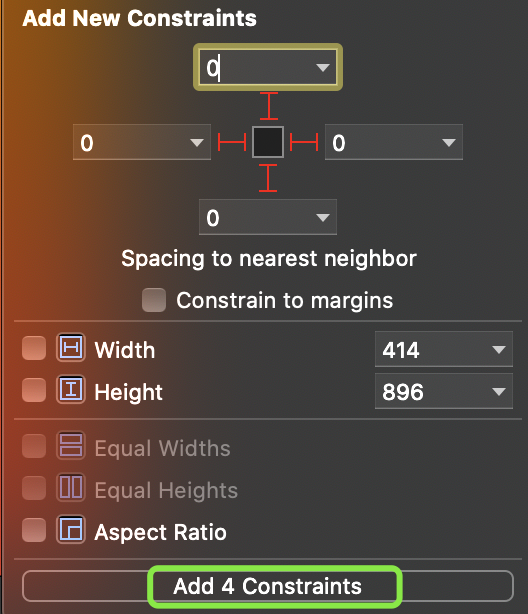 Add New Constraints
0
0
0
0
Spacing to nearest neighbor
Constrain to margins
Width
414
Height
896
Equal Widths
Equal Heights
Aspect Ratio
Add 4 Constraints